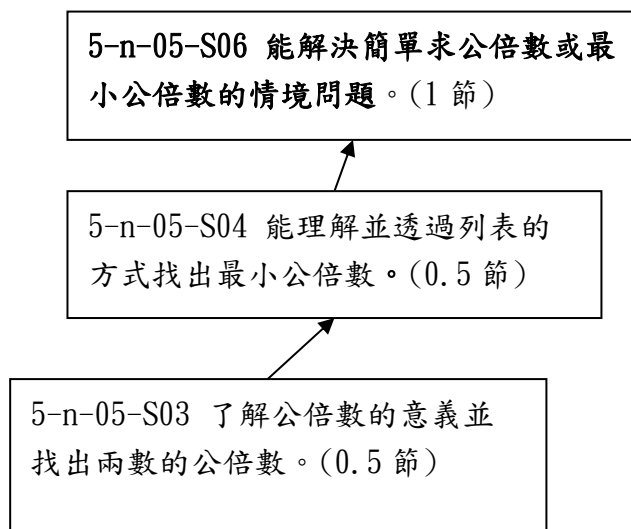 5-n-05-S06 能解決簡單求公倍數或最
小公倍數的情境問題。(1 節)
5-n-05-S04 能理解並透過列表的
方式找出最小公倍數。(0.5 節)
5-n-05-S03 了解公倍數的意義並
找出兩數的公倍數。(0.5 節)